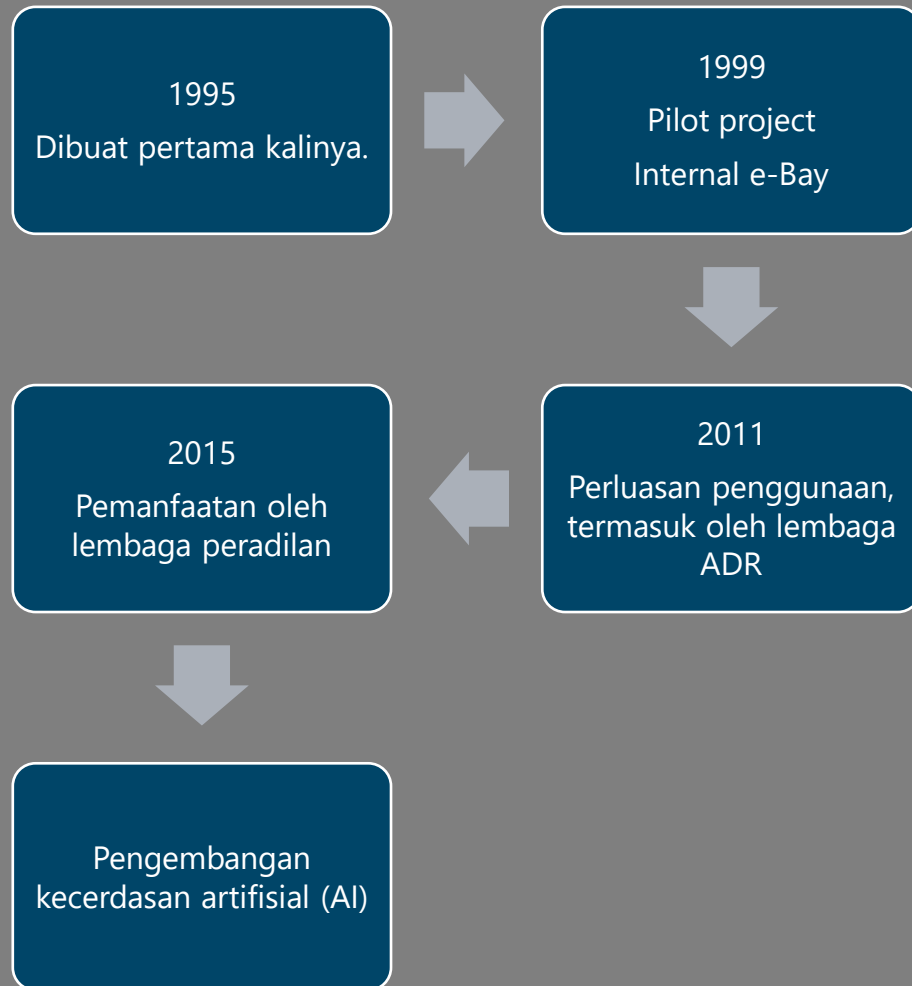 1995
Dibuat pertama kalinya.
1999
Pilot project
Internal e-Bay
2011
Perluasan penggunaan,
termasuk oleh lembaga
ADR
2015
Pemanfaatan oleh
lembaga peradilan
Pengembangan
kecerdasan artifisial (AI)